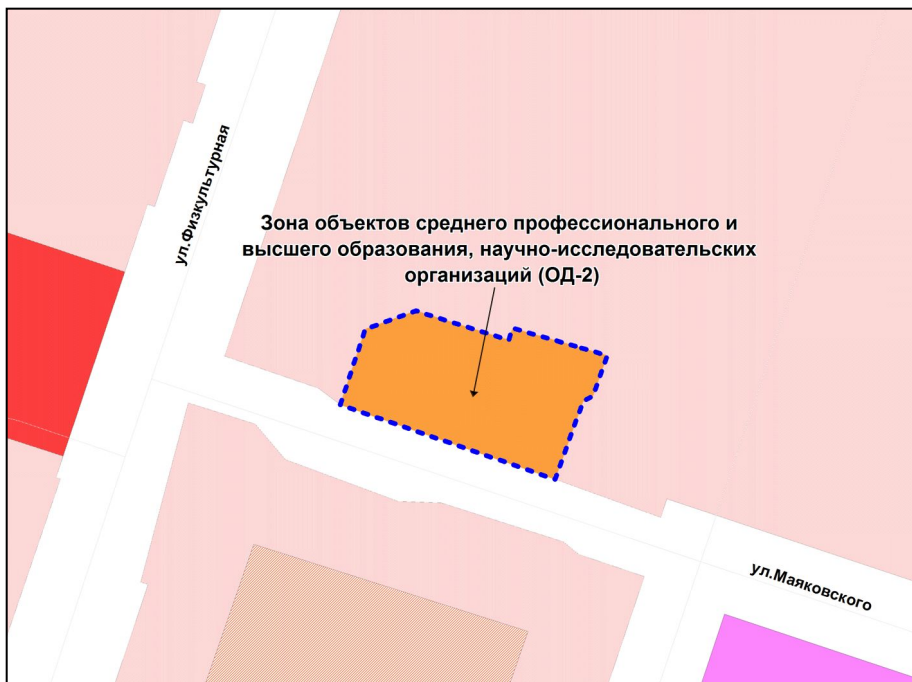 ул.Физкультурная
Зона объектов среднего профессионального и
высшего образования, научно-исследовательских
организаций (ОД-2)
ул.Маяковского